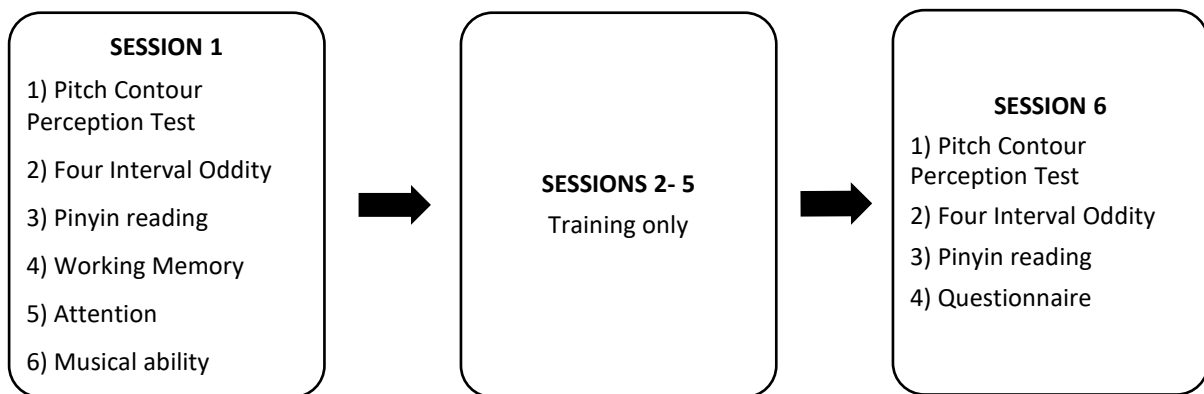 SESSION 1
1) Pitch Contour
Perception Test
2) Four Interval Oddity
3) Pinyin reading
4) Working Memory
5) Attention
6) Musical ability
SESSIONS 2- 5
Training only
SESSION 6
1) Pitch Contour
Perception Test
2) Four Interval Oddity
3) Pinyin reading
4) Questionnaire